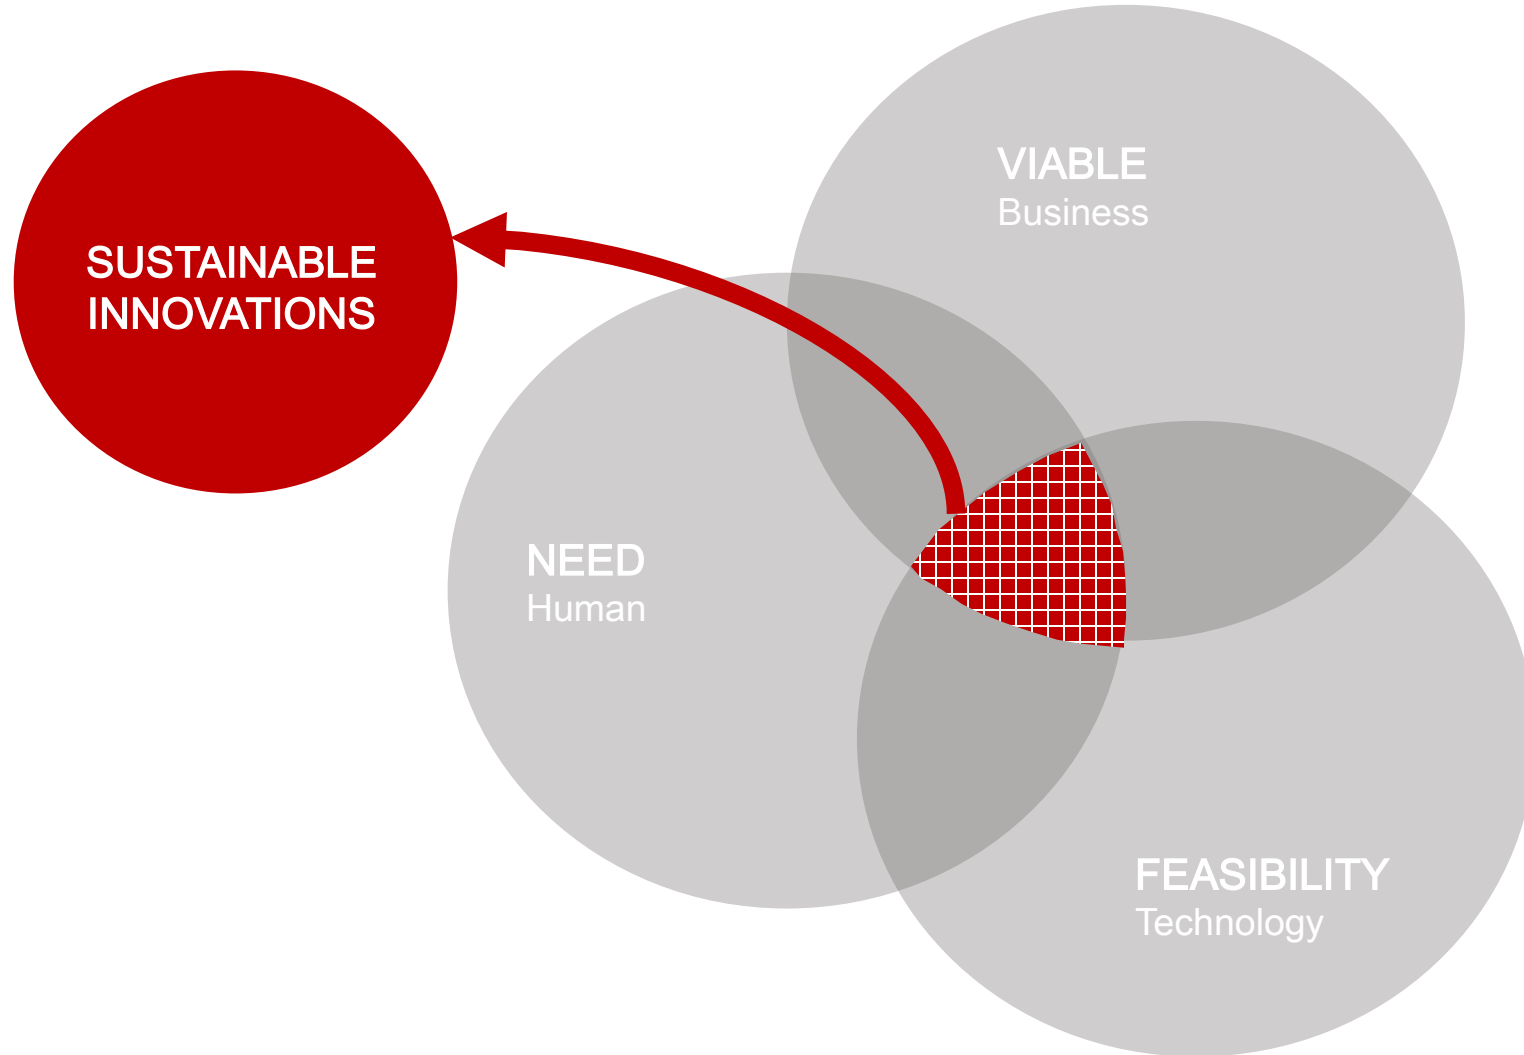 SUSTAINABLE
INNOVATIONS
VIABLE
Business
NEED
Human
FEASIBILITY
Technology